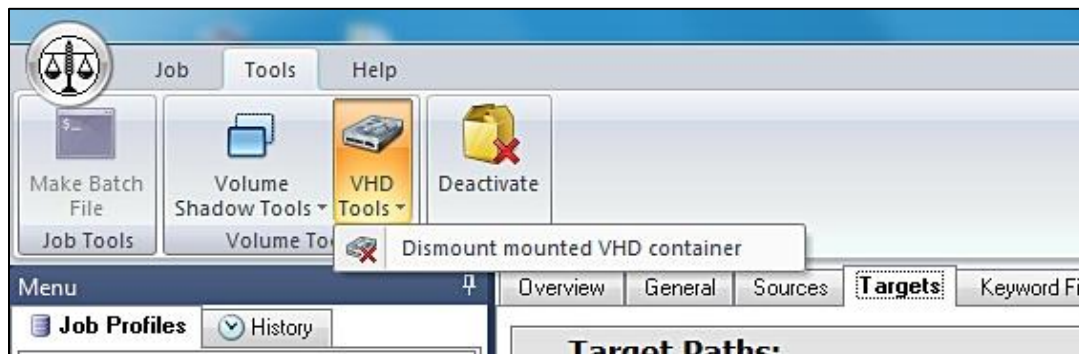 Job Tools Help
$_
Make Batch
File
Volume
Shadow Tools
VHD
Tools
Deactivate
Job Tools
Volume To
Dismount mounted VHD container
Menu
Overview General Sources Targets Keyword Fi
Job Profiles History
Target Paths: